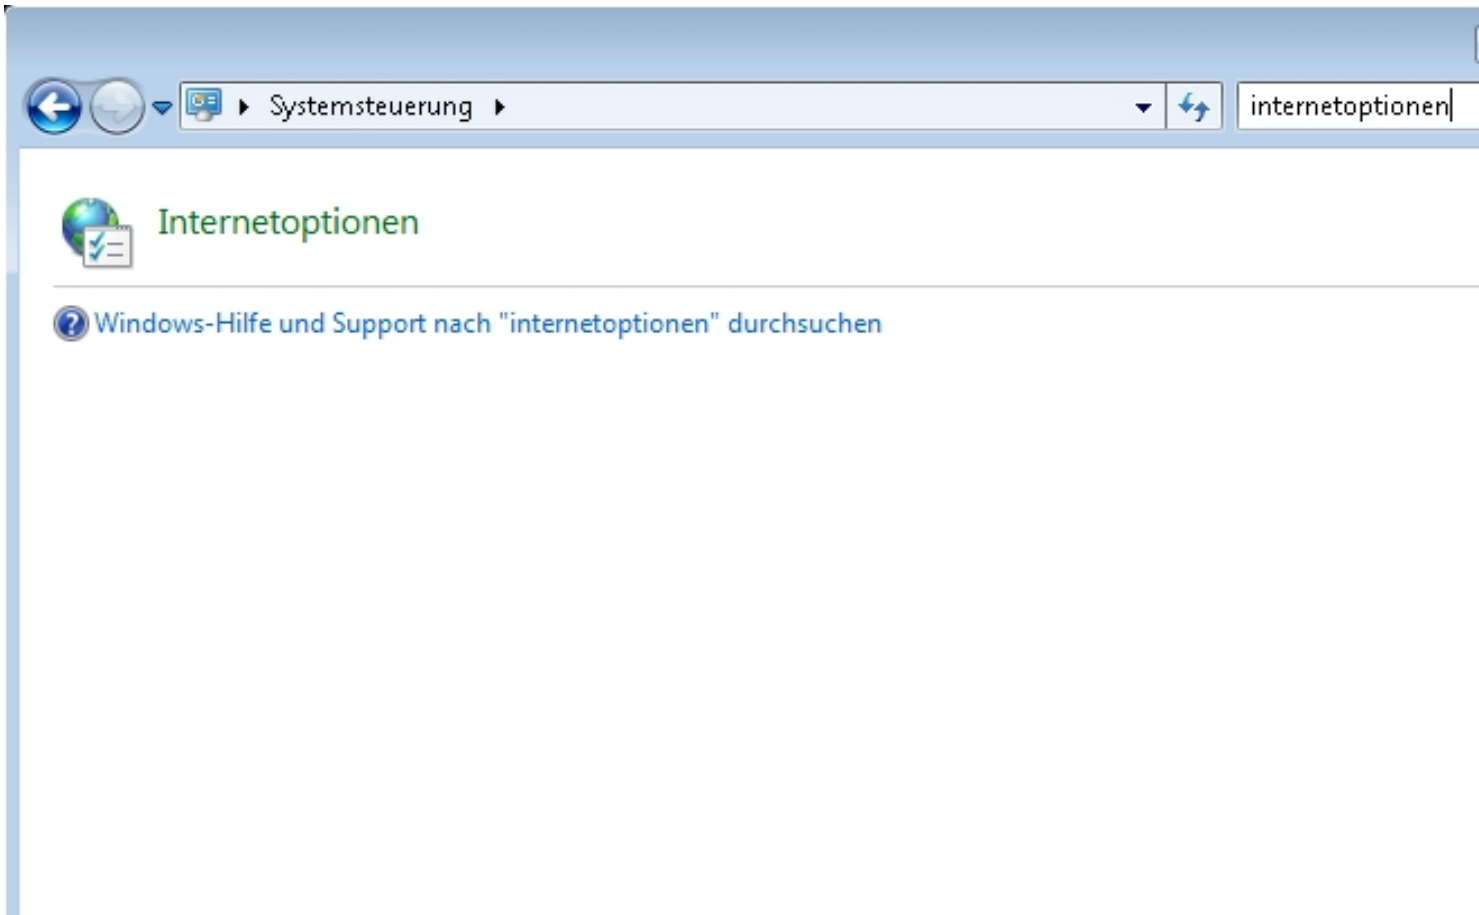 Systemsteuerung
internetoptionen
Internetoptionen
Windows-Hilfe und Support nach "internetoptionen" durchsuchen